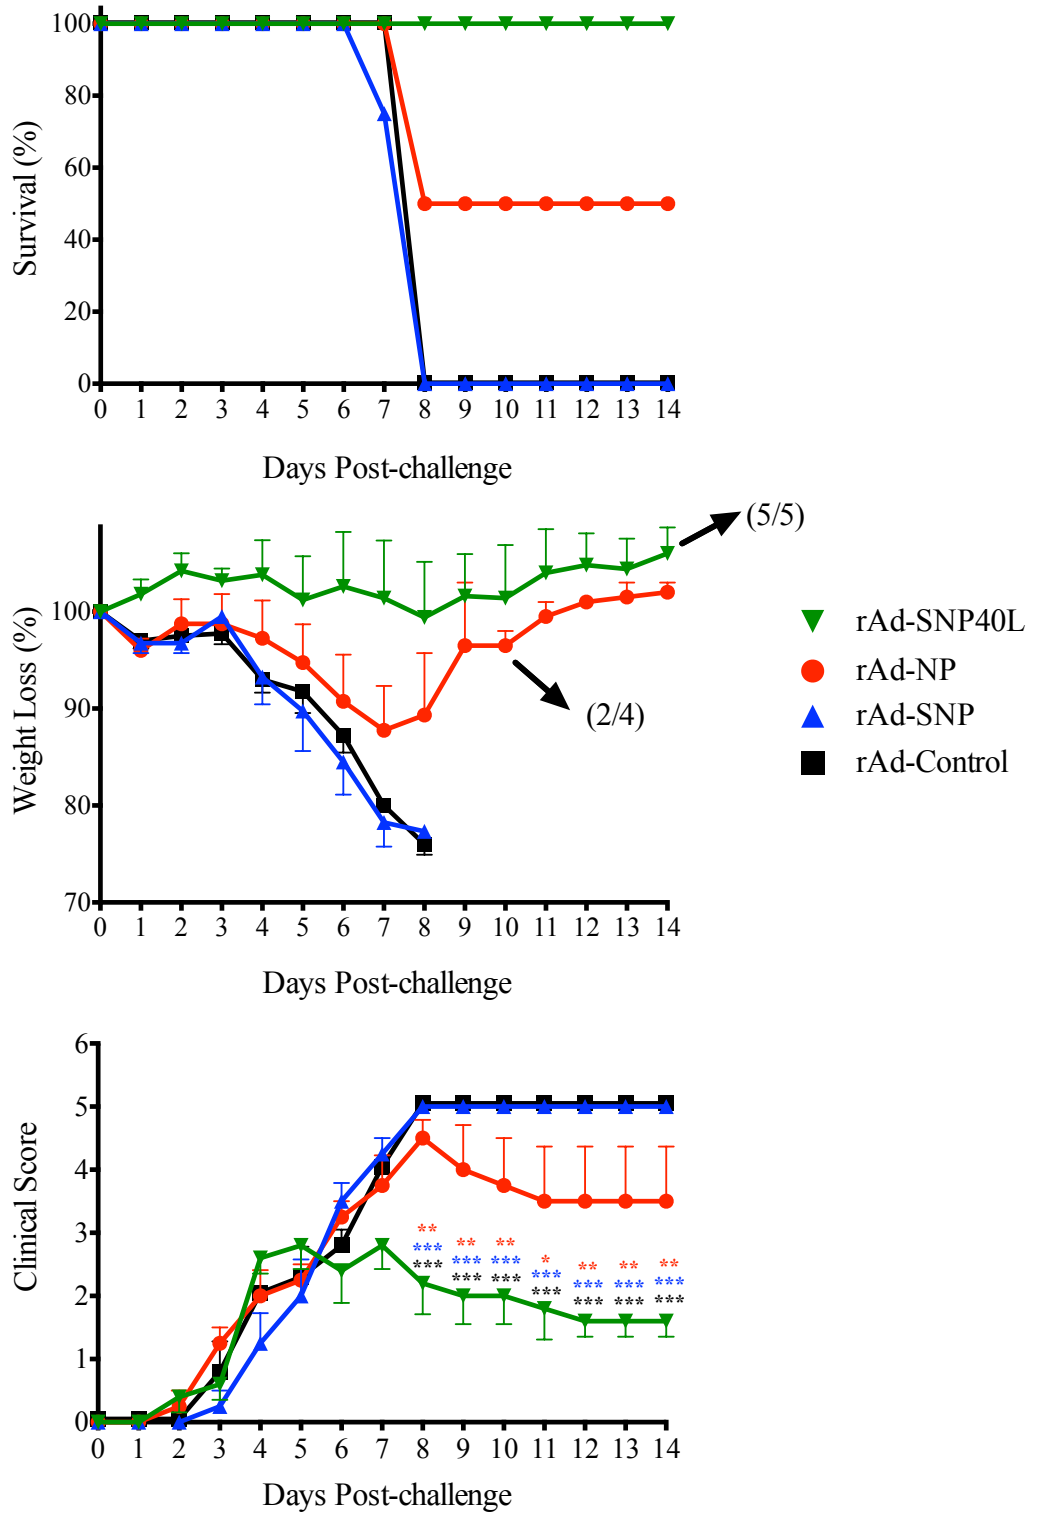 100
80
60
40
20
0
Survival (%)
0 1 2 3 4 5 6 7 8 9 10 11 12 13 14
Days Post-challenge
100
90
80
70
Weight Loss (%)
(5/5)
(2/4)
0 1 2 3 4 5 6 7 8 9 10 11 12 13 14
Days Post-challenge
rAd-SNP40L
rAd-NP
rAd-SNP
rAd-Control
6
5
4
3
2
1
0
Clinical Score
** ** ** * ** ** **
*** *** *** *** *** *** ***
*** *** *** *** *** *** ***
0 1 2 3 4 5 6 7 8 9 10 11 12 13 14
Days Post-challenge